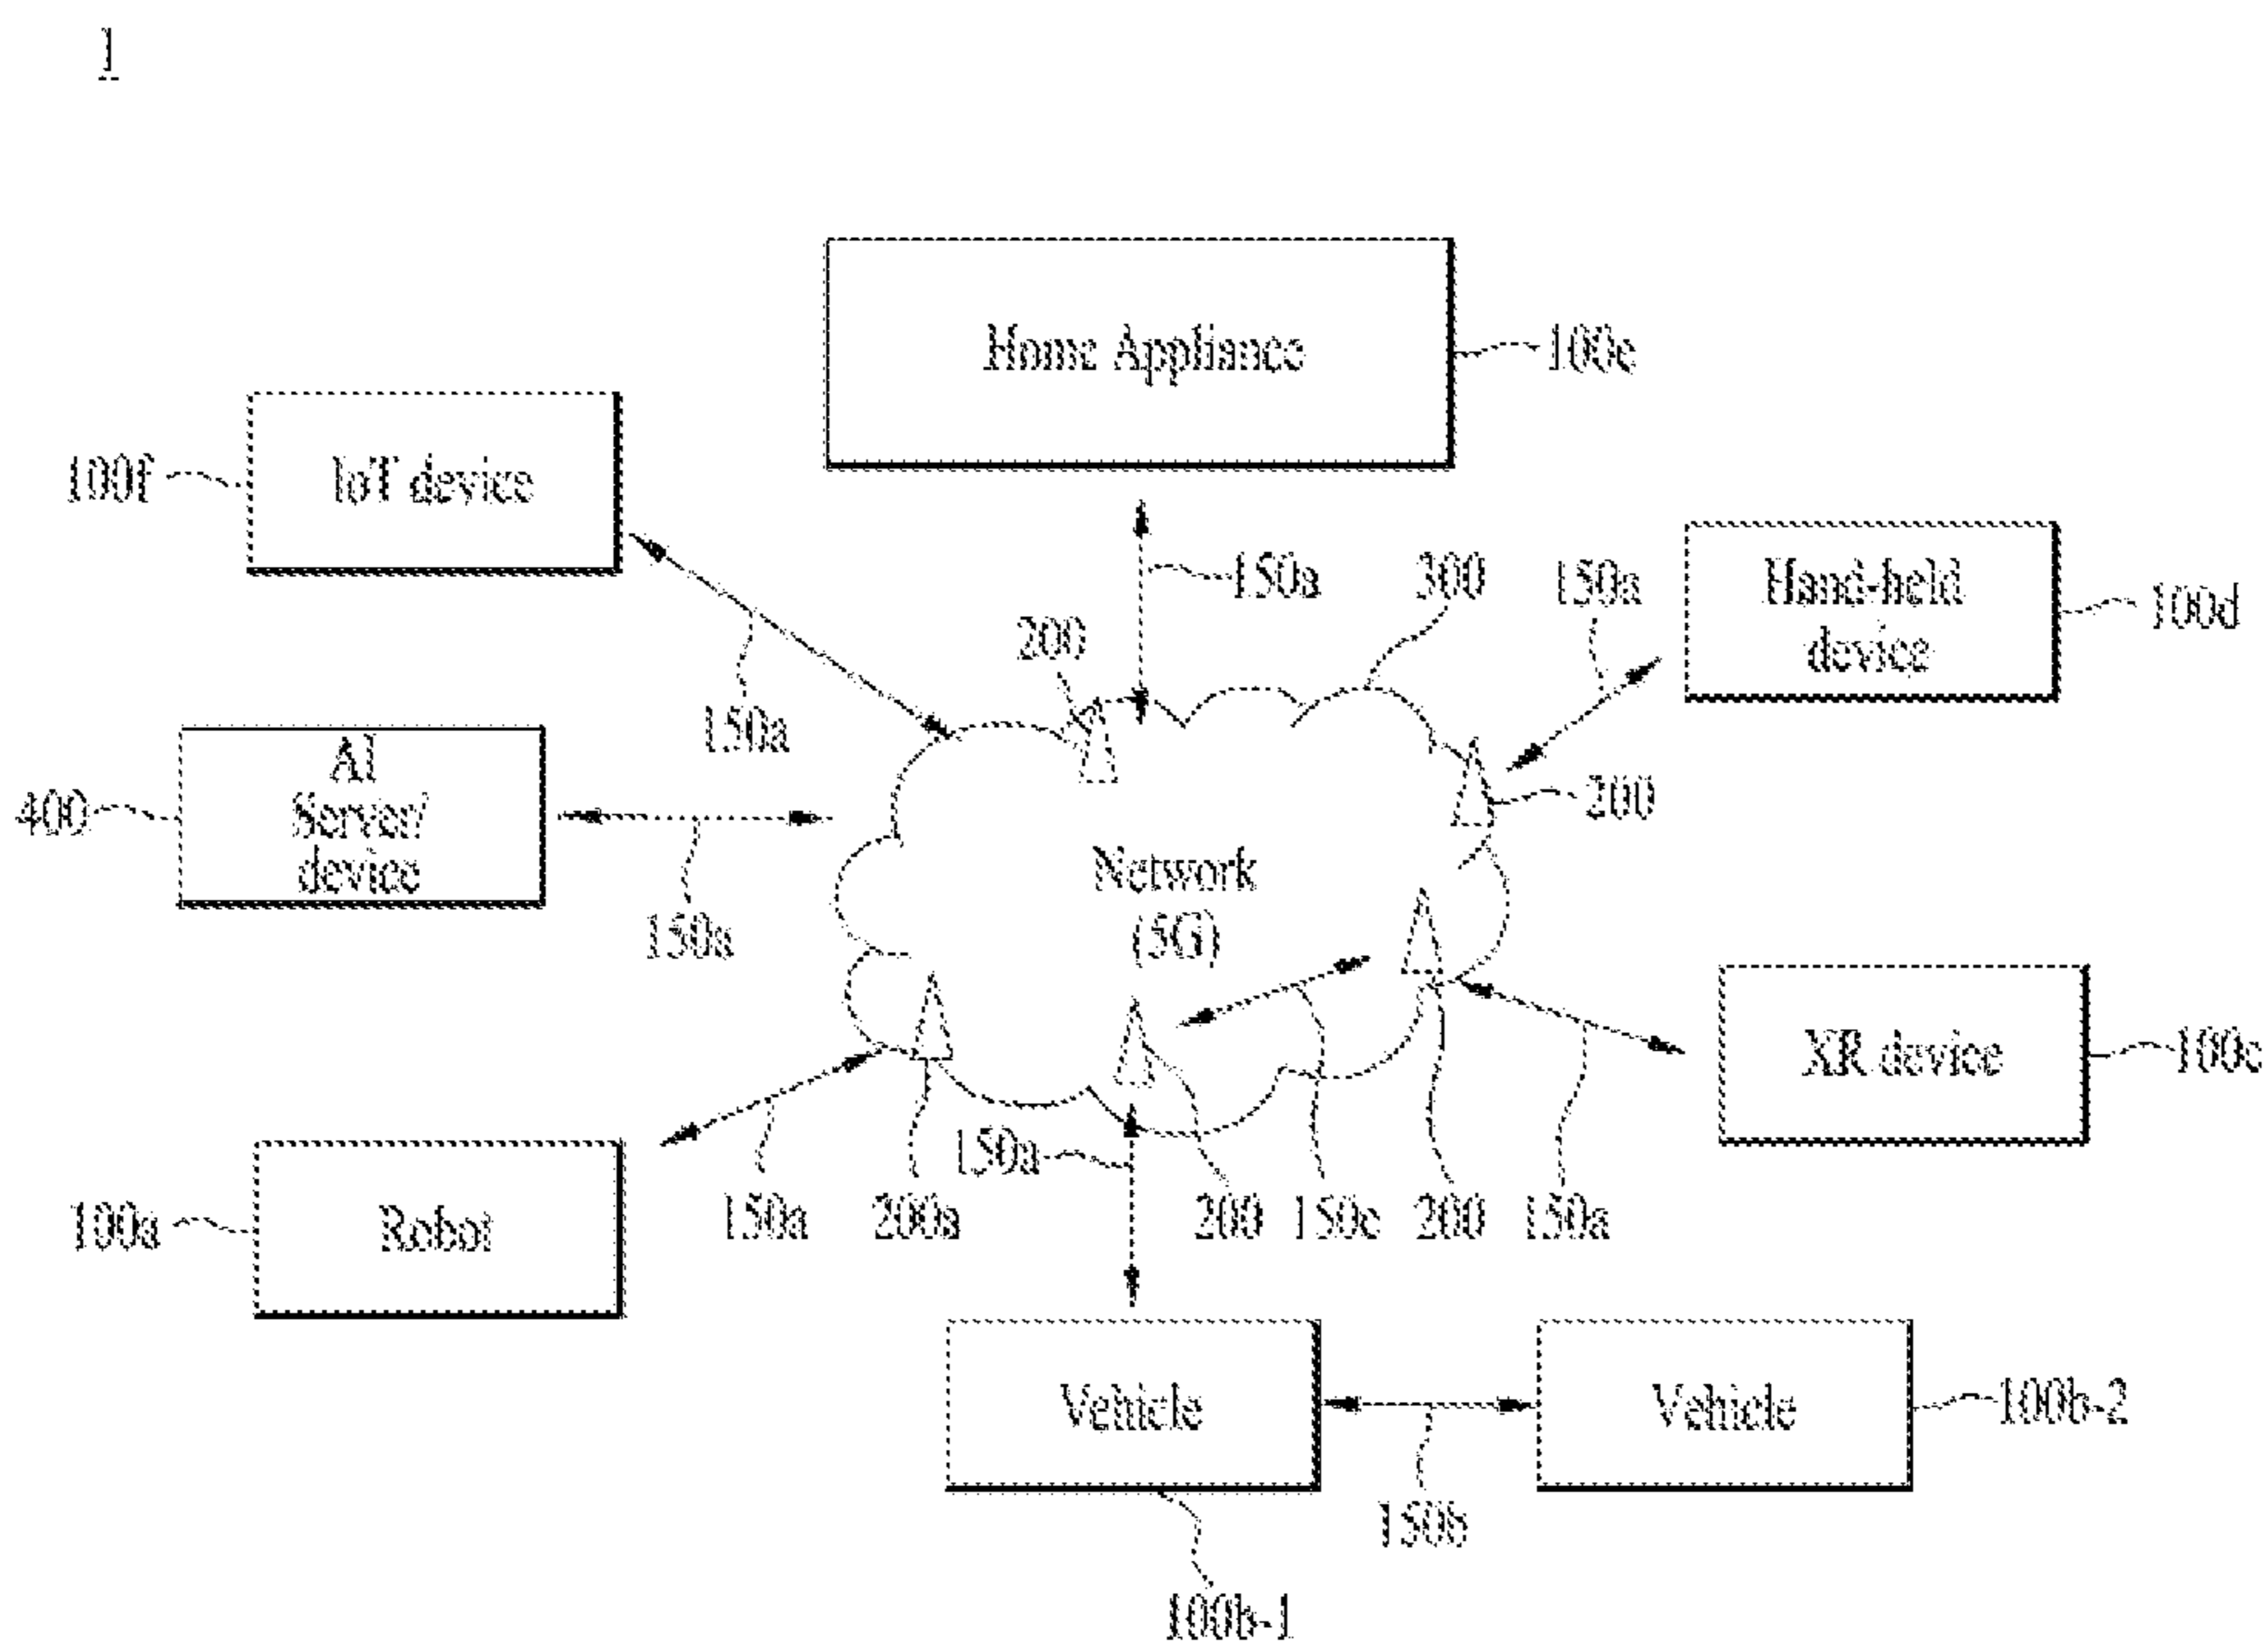 1
Home Appliance
100e
IoT device
100f
150a
300
150a
Hand-held
device
100d
200
150a
AI
Server/
device
400
200
Network
(5G)
150a
XR device
100c
150a
Robot
100a
150a
200a
200
150c
200
150a
Vehicle
Vehicle
100b-2
150b
100b-1